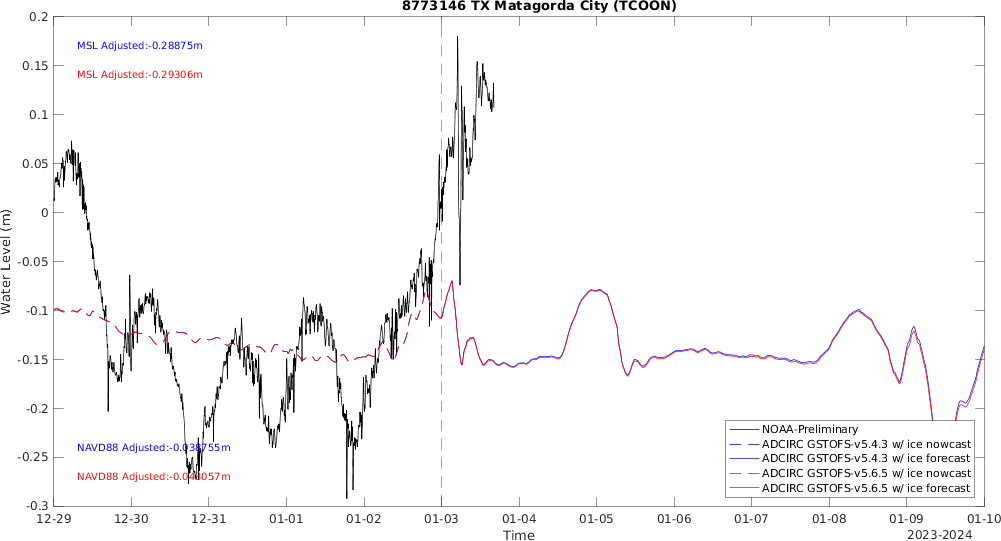 8773146 TX Matagorda City (TCOON)
0.2
0.15
0.1
0.05
0
-0.05
-0.1
-0.15
-0.2
-0.25
-0.3
Water Level (m)
MSL Adjusted:-0.28875m
MSL Adjusted:-0.29306m
NAVD88 Adjusted:-0.038755m
NAVD88 Adjusted:-0.043057m
NOAA-Preliminary
ADCIRC GSTOFS-v5.4.3 w/ ice nowcast
ADCIRC GSTOFS-v5.4.3 w/ ice forecast
ADCIRC GSTOFS-v5.6.5 w/ ice nowcast
ADCIRC GSTOFS-v5.6.5 w/ ice forecast
12-29 12-30 12-31 01-01 01-02 01-03 01-04 01-05 01-06 01-07 01-08 01-09 01-10
Time
2023-2024